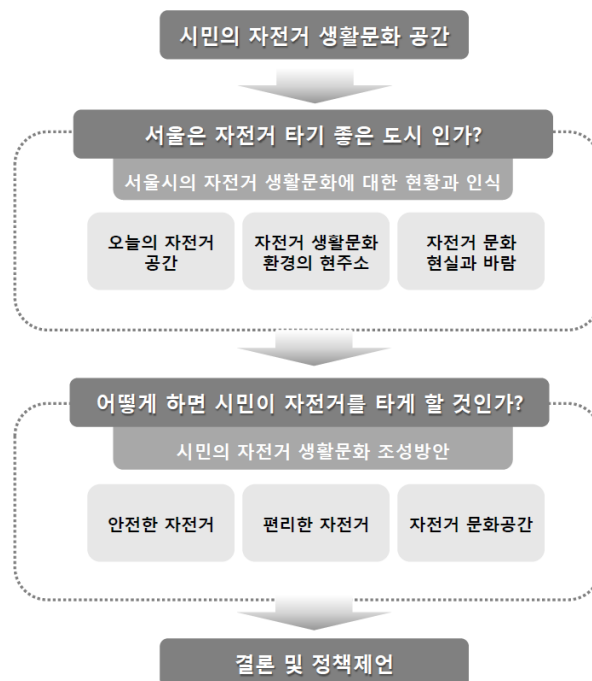 시민의 자전거 생활문화 공간
서울은 자전거 타기 좋은 도시 인가?
서울시의 자전거 생활문화에 대한 현황과 인식
오늘의 자전거
공간
자전거 생활문화
환경의 현주소
자전거 문화
현실과 바람
어떻게 하면 시민이 자전거를 타게 할 것인가?
시민의 자전거 생활문화 조성방안
안전한 자전거
편리한 자전거
자전거 문화공간
결론 및 정책제언